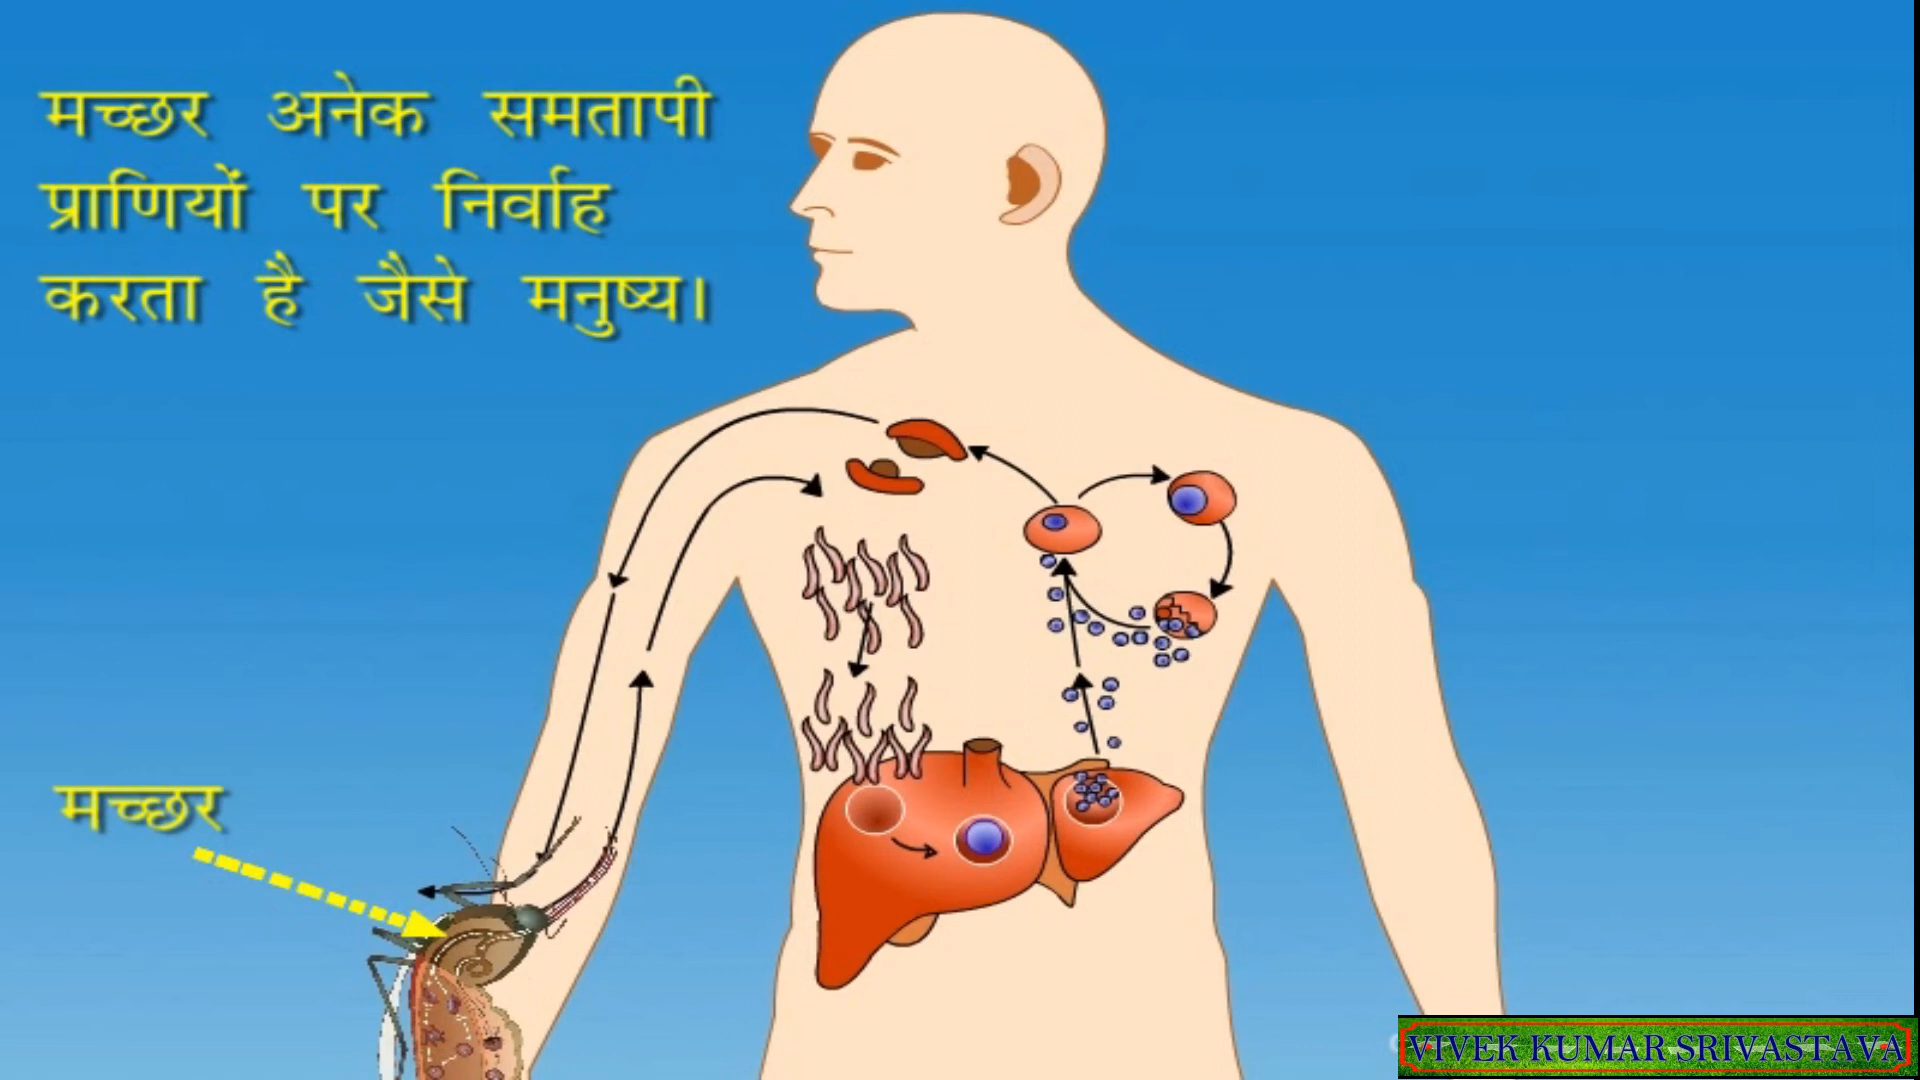 मच्छर अनेक समतापी
प्राणियों पर निर्वाह
करता है जैसे मनुष्य।
मच्छर
VIVEK KUMAR SRIVASTAVA